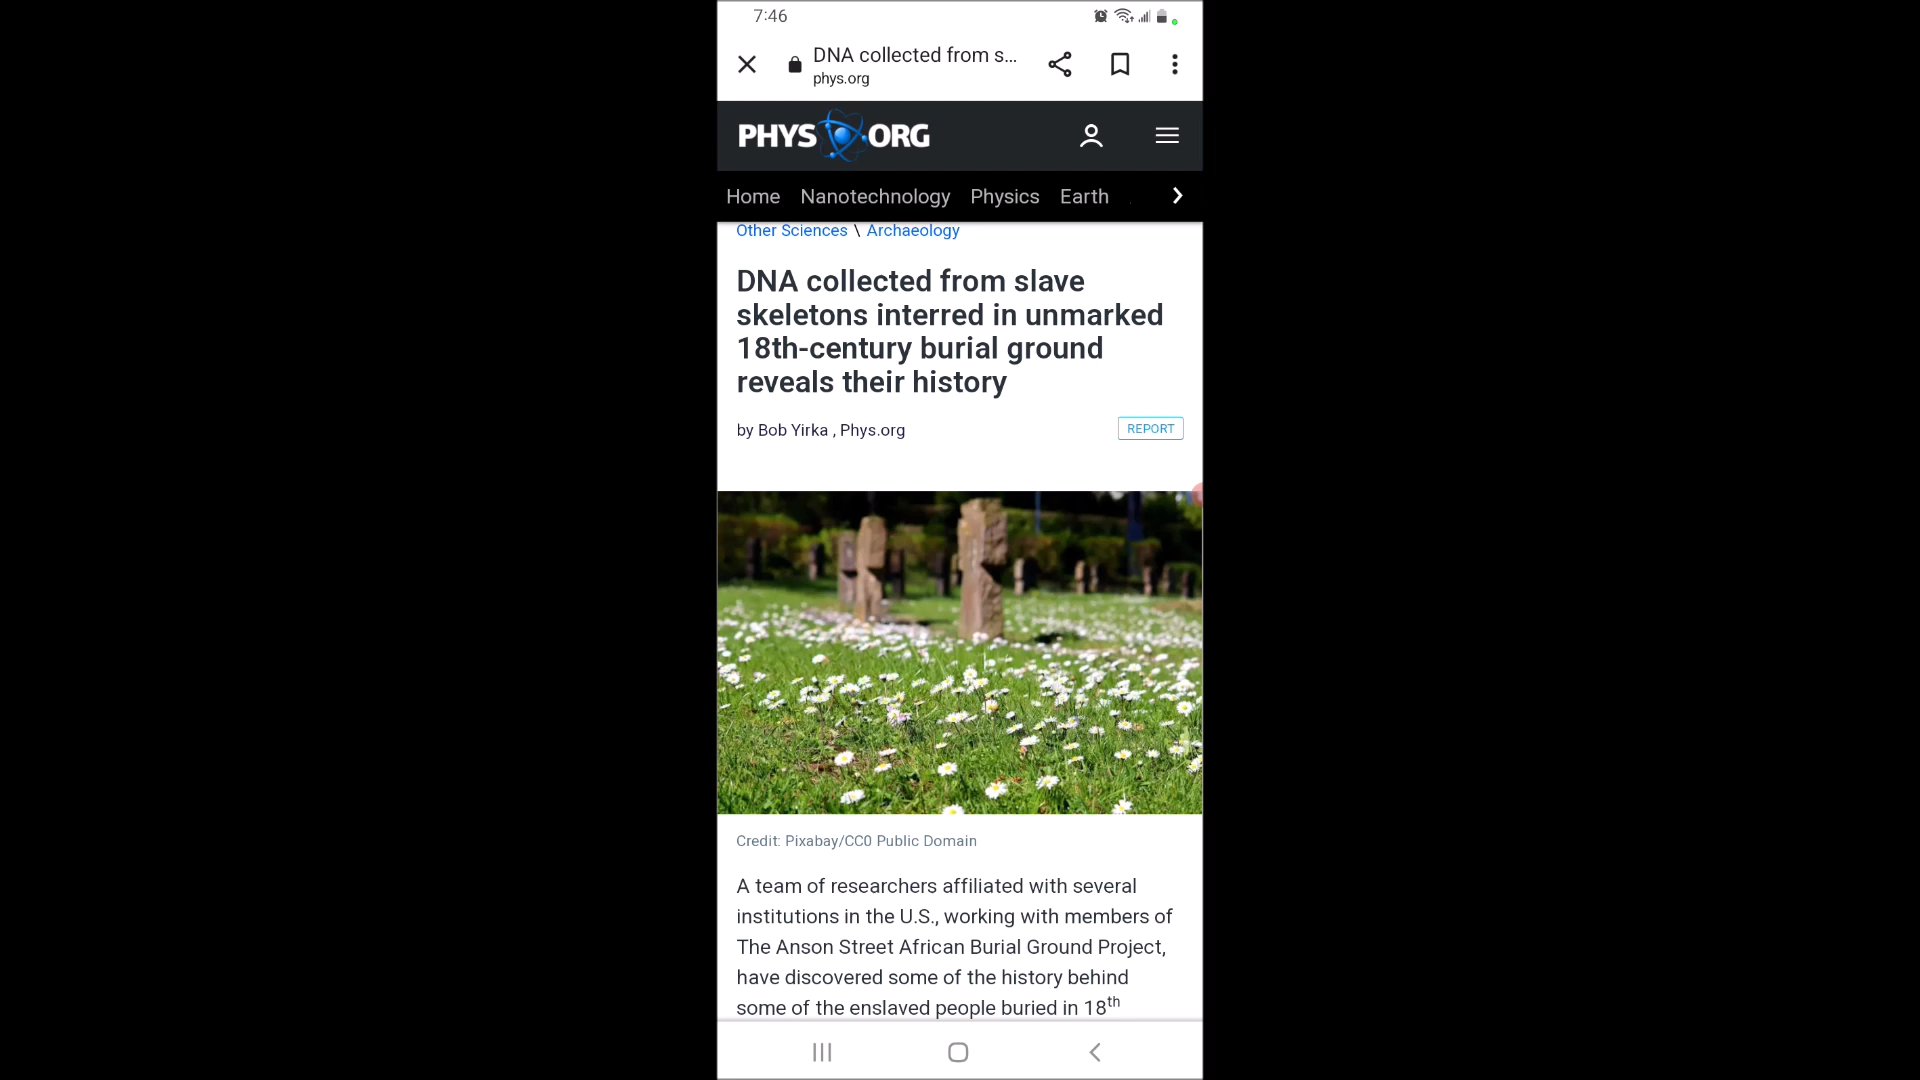 7:46
DNA collected from s...
phys.org
PHYS ORG
Home Nanotechnology Physics Earth
Other Sciences \ Archaeology
DNA collected from slave
skeletons interred in unmarked
18th-century burial ground
reveals their history
by Bob Yirka , Phys.org
REPORT
Credit: Pixabay/CC0 Public Domain
A team of researchers affiliated with several
institutions in the U.S., working with members of
The Anson Street African Burial Ground Project,
have discovered some of the history behind
some of the enslaved people buried in 18th